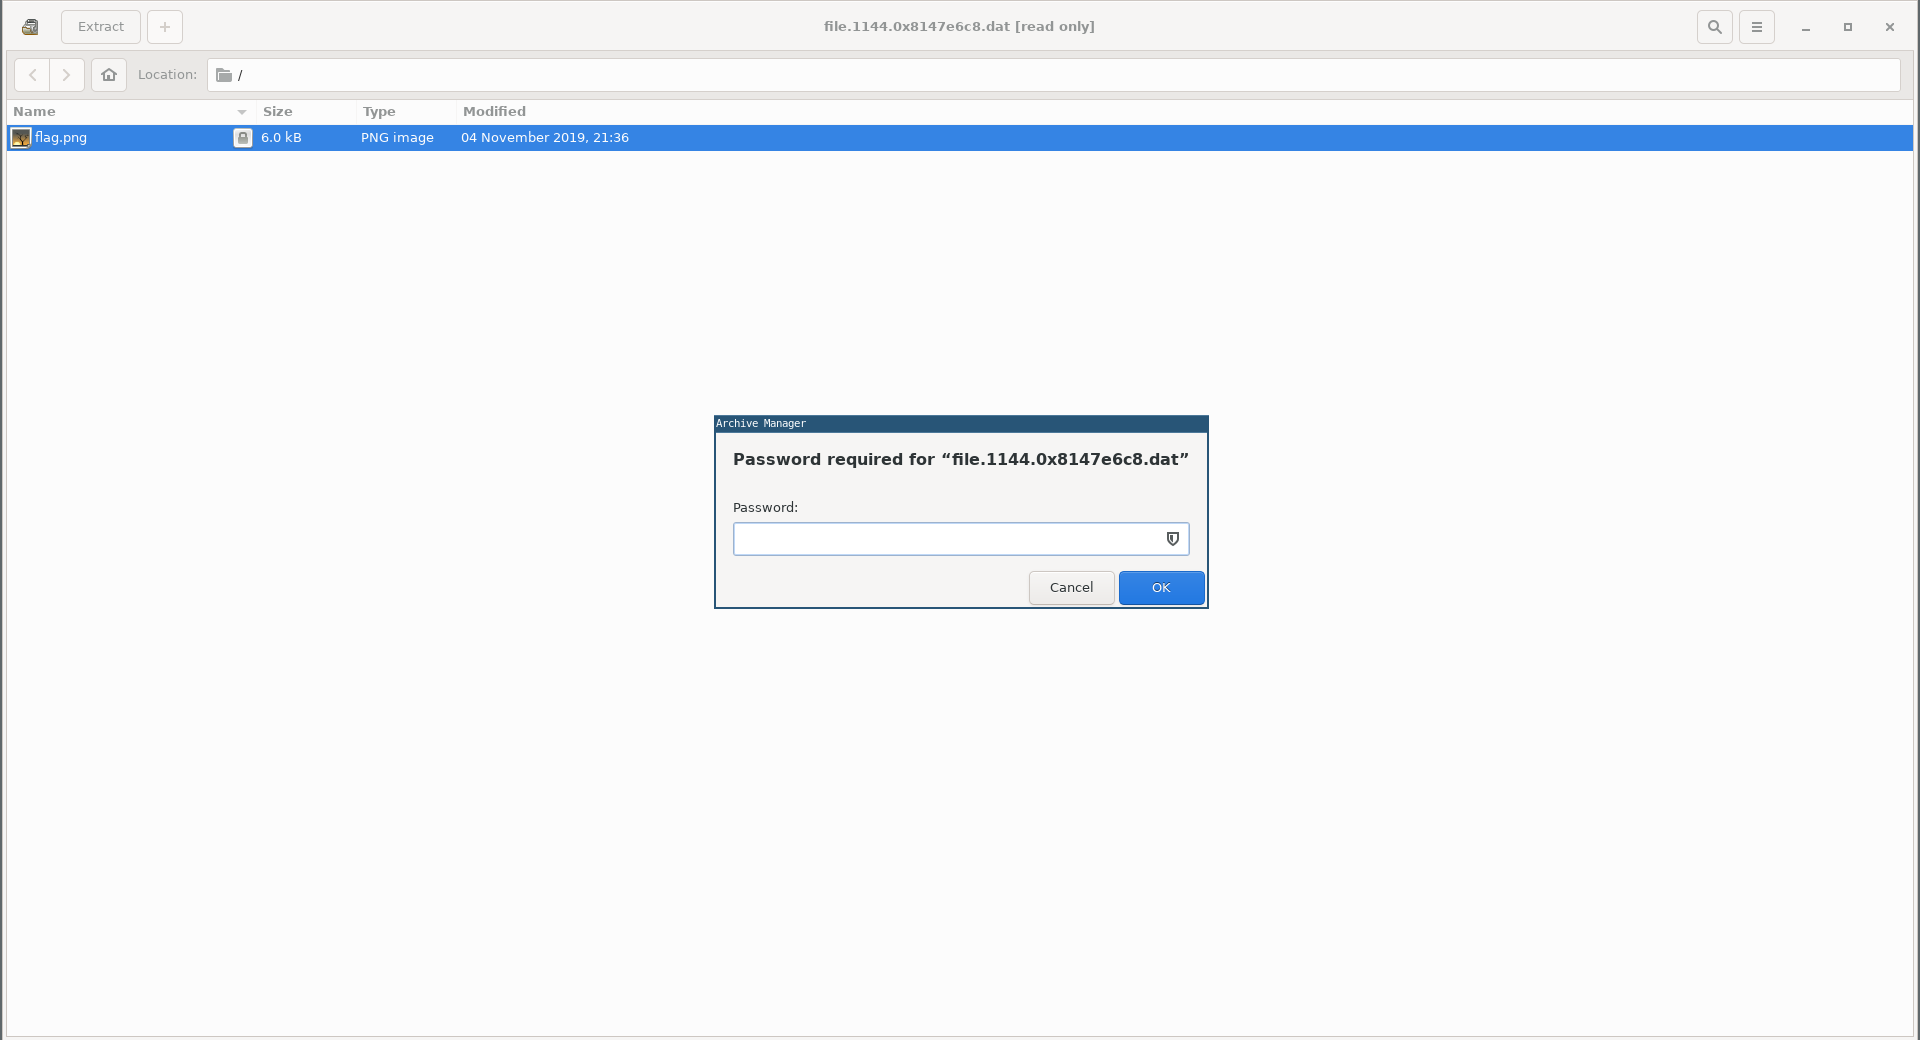 Extract
file.1144.0x8147e6c8.dat [read only]
Location: /
Name Size Type Modified
flag.png 6.0 kB PNG image 04 November 2019, 21:36
Archive Manager
Password required for “file.1144.0x8147e6c8.dat”
Password:
Cancel OK